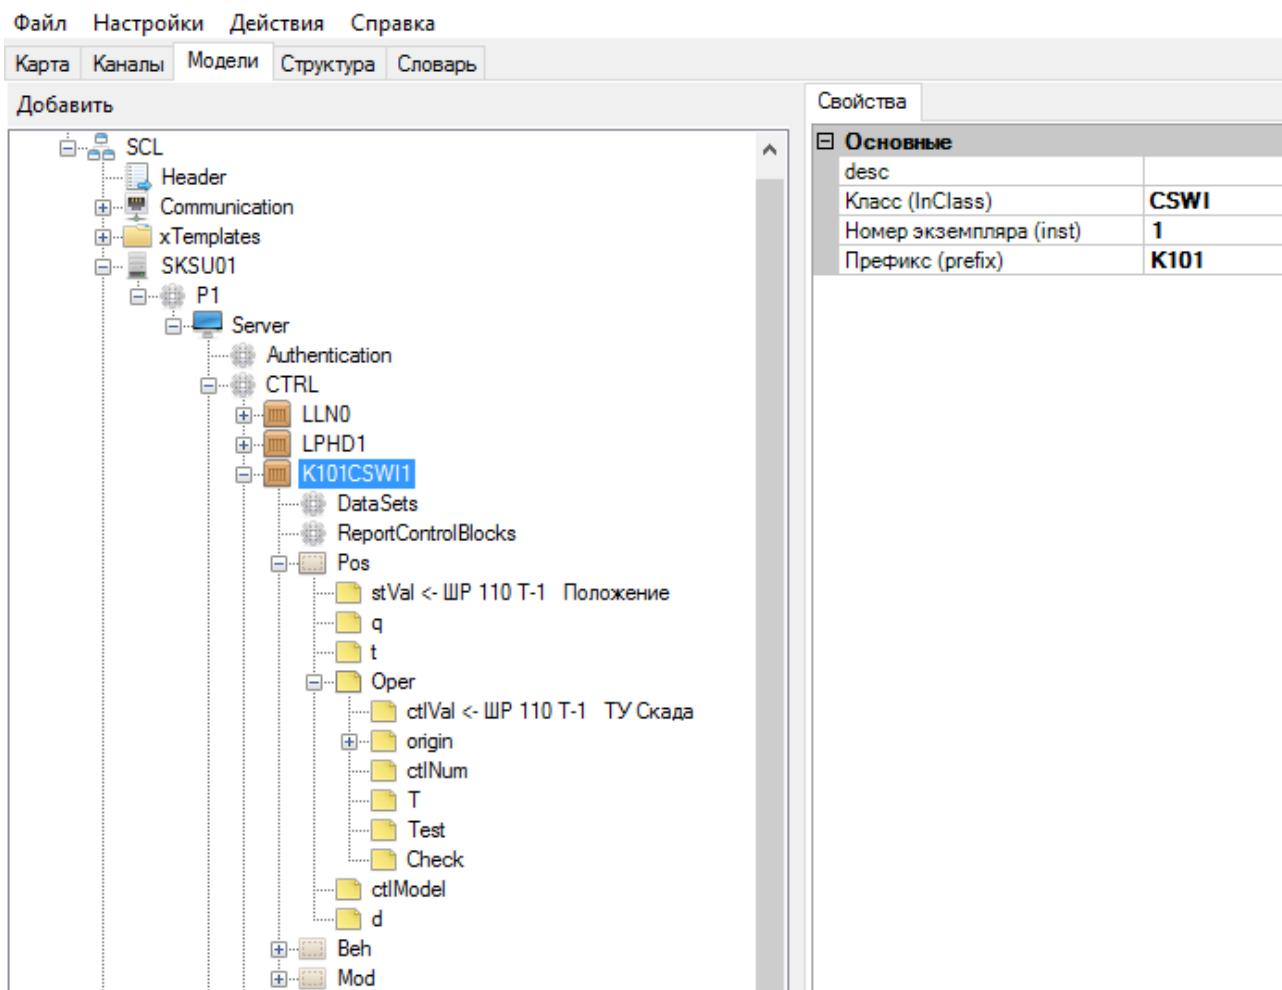 Файл Настройки Действия Справка
Карта Каналы Модели Структура Словарь
Добавить
SCL
Header
Communication
xTemplates
SKSU01
P1
Server
Authentication
CTRL
LLN0
LPHD1
K101CSWI1
DataSets
ReportControlBlocks
Pos
stVal <- ШР 110 Т-1 Положение
q
t
Oper
ctlVal <- ШР 110 Т-1 ТУ Скада
origin
ctlNum
T
Test
Check
ctlModel
d
Beh
Mod
Свойства
Основные
desc
Класс (lnClass) CSWI
Номер экземпляра (inst) 1
Префикс (prefix) K101